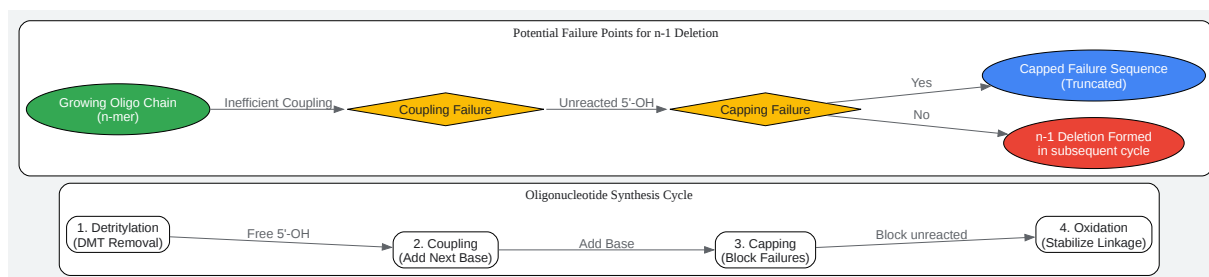 Potential Failure Points for n-1 Deletion
Growing Oligo Chain
(n-mer)
Inefficient Coupling
Coupling Failure
Unreacted 5'-OH
Capping Failure
Yes
No
Capped Failure Sequence
(Truncated)
n-1 Deletion Formed
in subsequent cycle
Oligonucleotide Synthesis Cycle
1. Detritylation
(DMT Removal)
Free 5'-OH
2. Coupling
(Add Next Base)
Add Base
3. Capping
(Block Failures)
Block unreacted
4. Oxidation
(Stabilize Linkage)